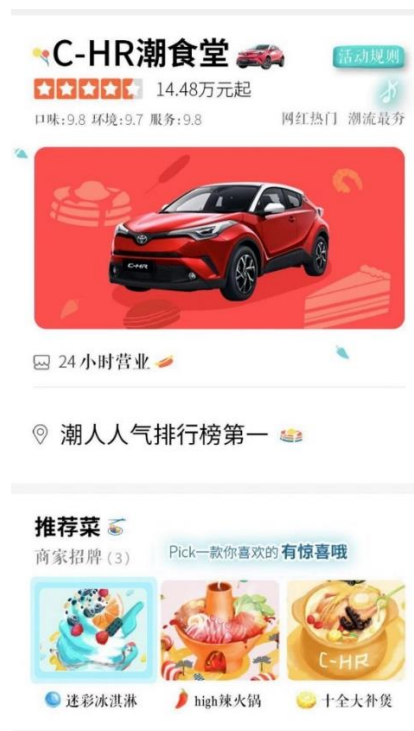 C-HR潮食堂
活动规则
14.48万元起
口味:9.8 环境:9.7 服务:9.8
网红热门 潮流最夯
C-HR
24小时营业
潮人人气排行榜第一
推荐菜
商家招牌(3)
Pick一款你喜欢的有惊喜哦
C-HR
迷彩冰淇淋
high辣火锅
十全大补煲